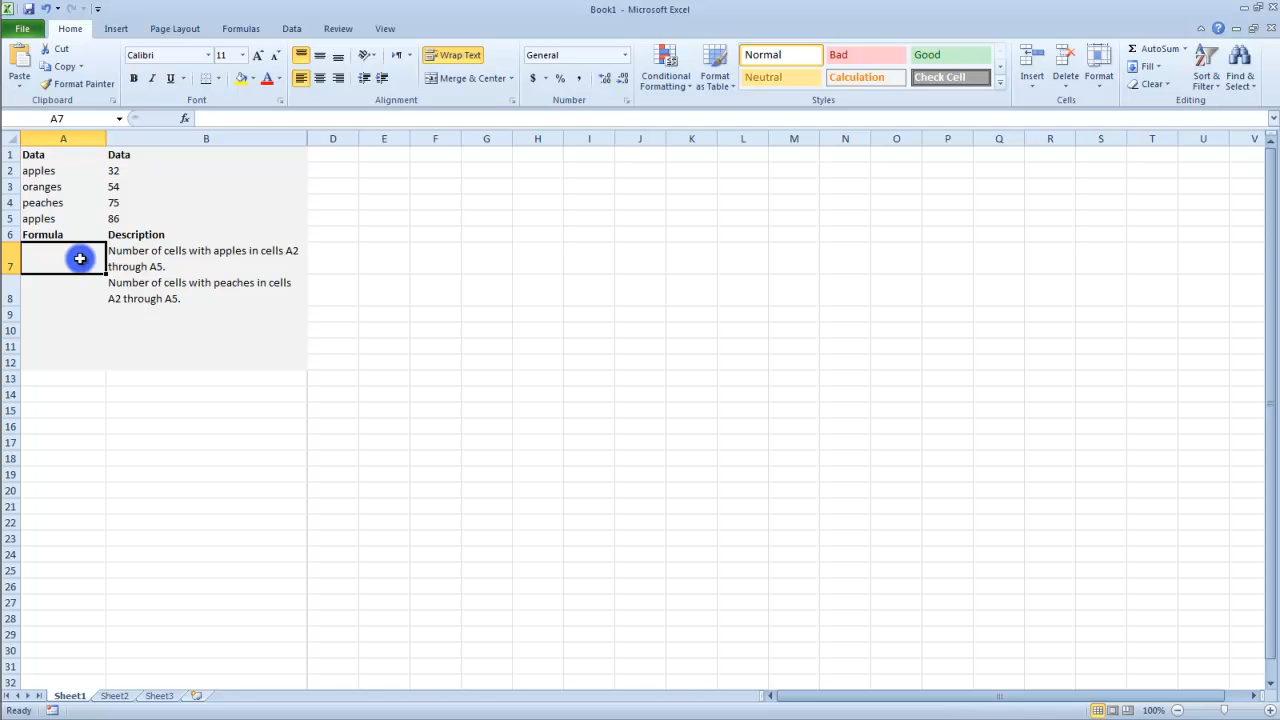 Book1 - Microsoft Excel
File Home Insert Page Layout Formulas Data Review View
Paste
Cut
Copy
Format Painter
Clipboard
Calibri 11
B I U
A
Font
Wrap Text
Merge & Center
Alignment
General
$ % ,
Number
Conditional Formatting
Format as Table
Normal Bad Good
Neutral Calculation Check Cell
Styles
Insert Delete Format
Cells
Σ AutoSum
Fill
Clear
Sort & Filter
Find & Select
Editing
A7 fx
A B D E F G H I J K L M N O P Q R S T U V
1 Data Data
2 apples 32
3 oranges 54
4 peaches 75
5 apples 86
6 Formula Description
Number of cells with apples in cells A2
7 through A5.
Number of cells with peaches in cells
8 A2 through A5.
9
10
11
12
13
14
15
16
17
18
19
20
21
22
23
24
25
26
27
28
29
30
31
32
Sheet1 Sheet2 Sheet3
Ready 100%